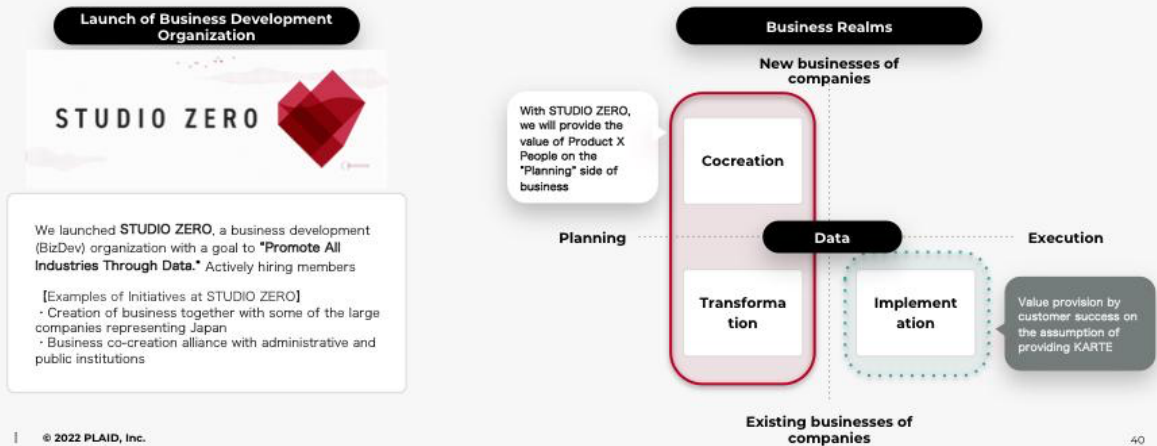 Launch of Business Development
Organization
STUDIO ZERO
We launched STUDIO ZERO, a business development
(BizDev) organization with a goal to "Promote All
Industries Through Data." Actively hiring members
【Examples of Initiatives at STUDIO ZERO】
・Creation of business together with some of the large
companies representing Japan
・Business co-creation alliance with administrative and
public institutions
Business Realms
New businesses of
companies
With STUDIO ZERO,
we will provide the
value of Product X
People on the
"Planning" side of
business
Cocreation
Planning
Data
Execution
Transforma
tion
Implement
ation
Value provision by
customer success on
the assumption of
providing KARTE
Existing businesses of
companies
© 2022 PLAID, Inc.
40